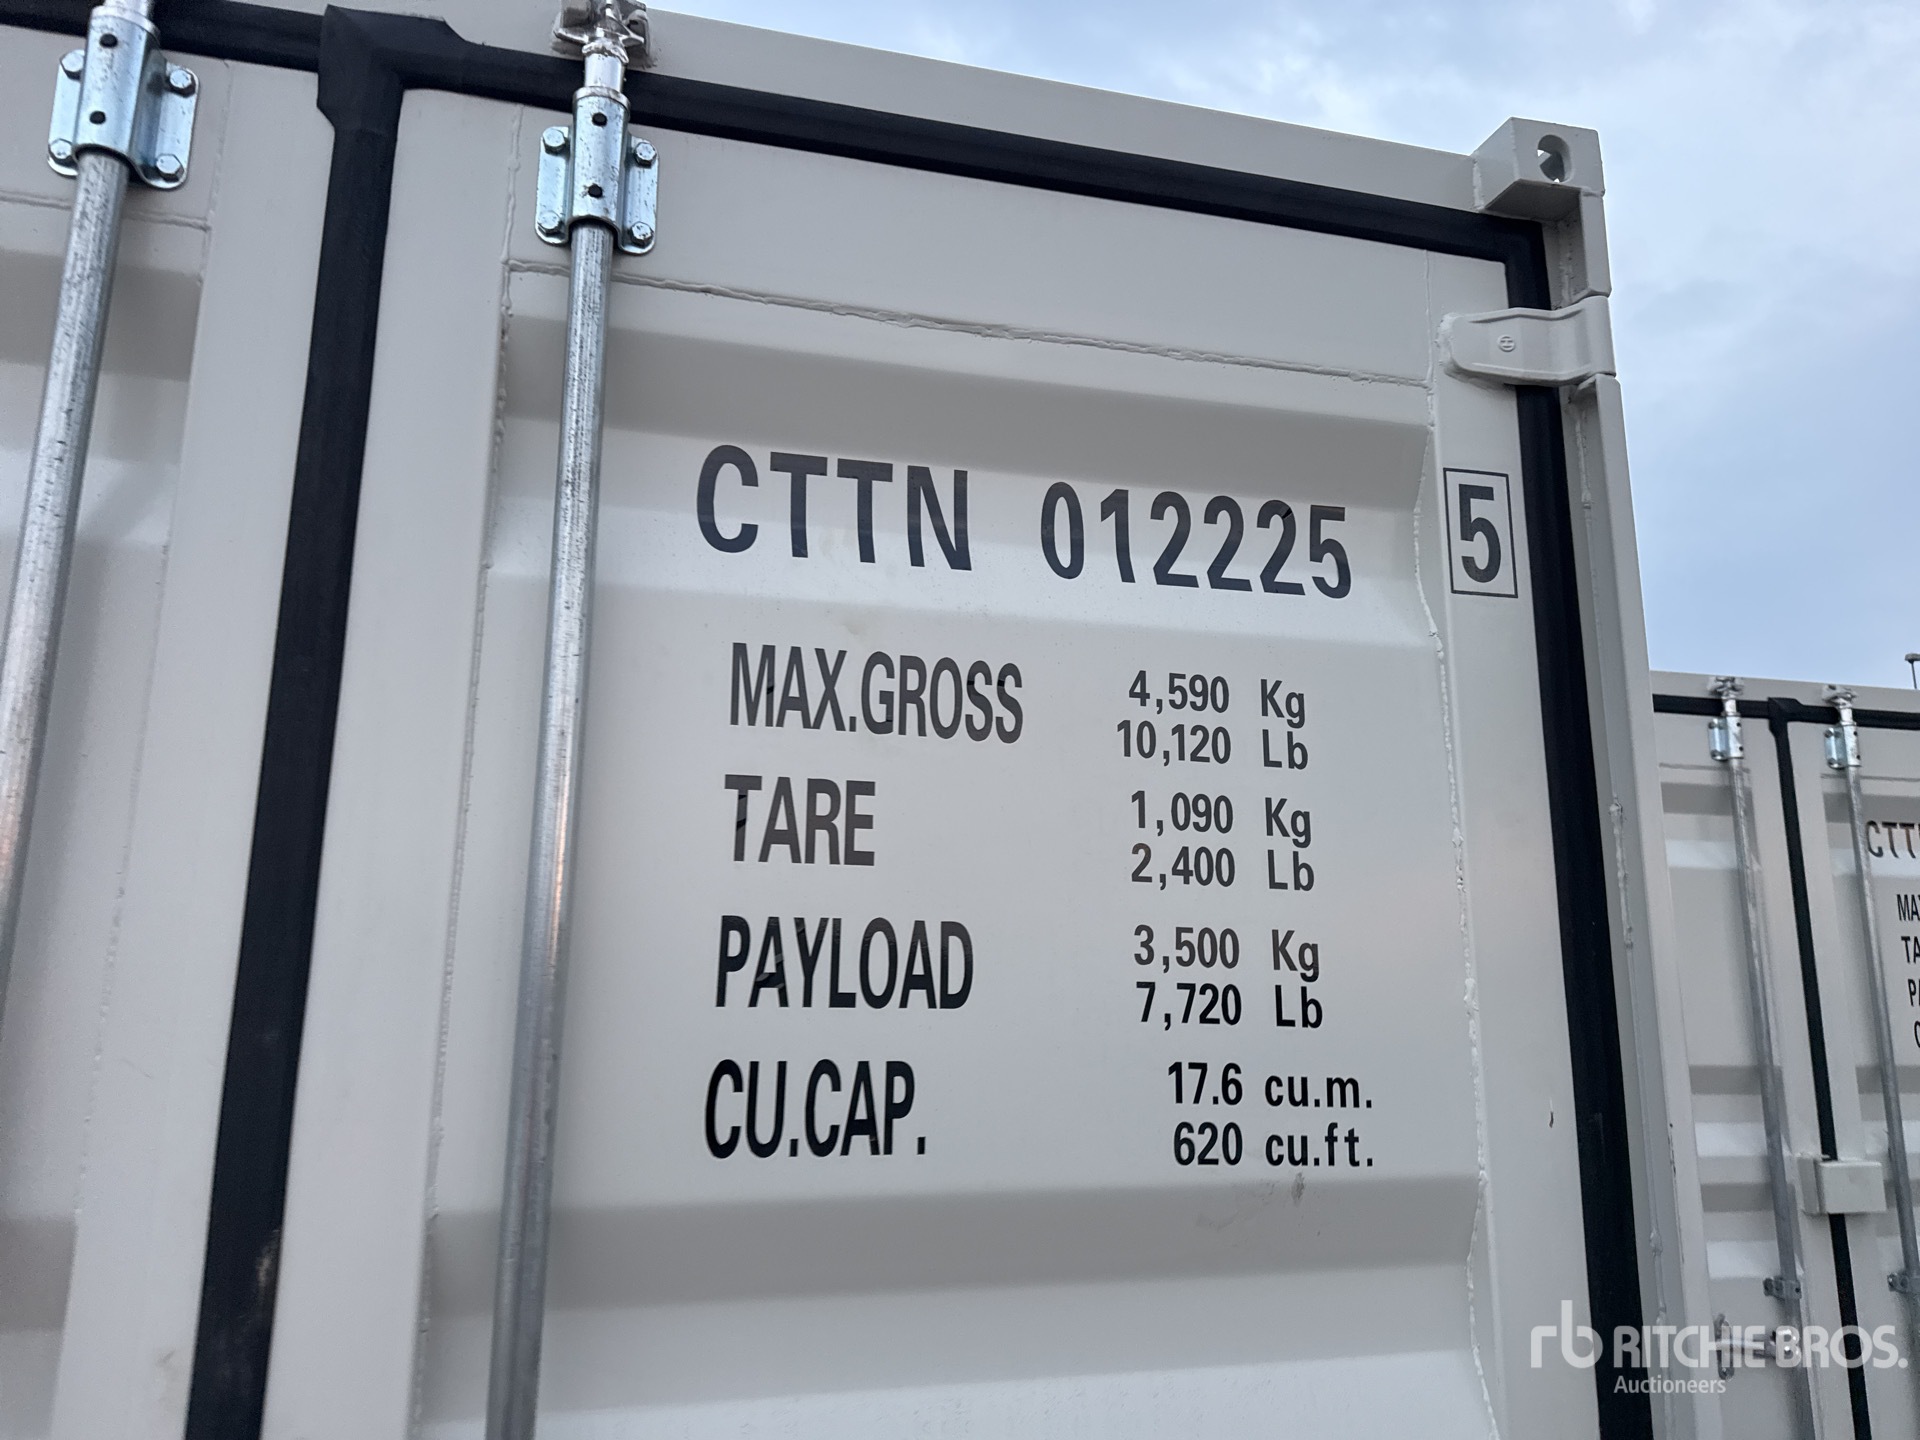 CTTN 012225 5
MAX.GROSS 4,590 Kg
10,120 Lb
TARE 1,090 Kg
2,400 Lb
PAYLOAD 3,500 Kg
7,720 Lb
CU.CAP. 17.6 cu.m.
620 cu.ft.
rb RITCHIE BROS.
Auctioneers